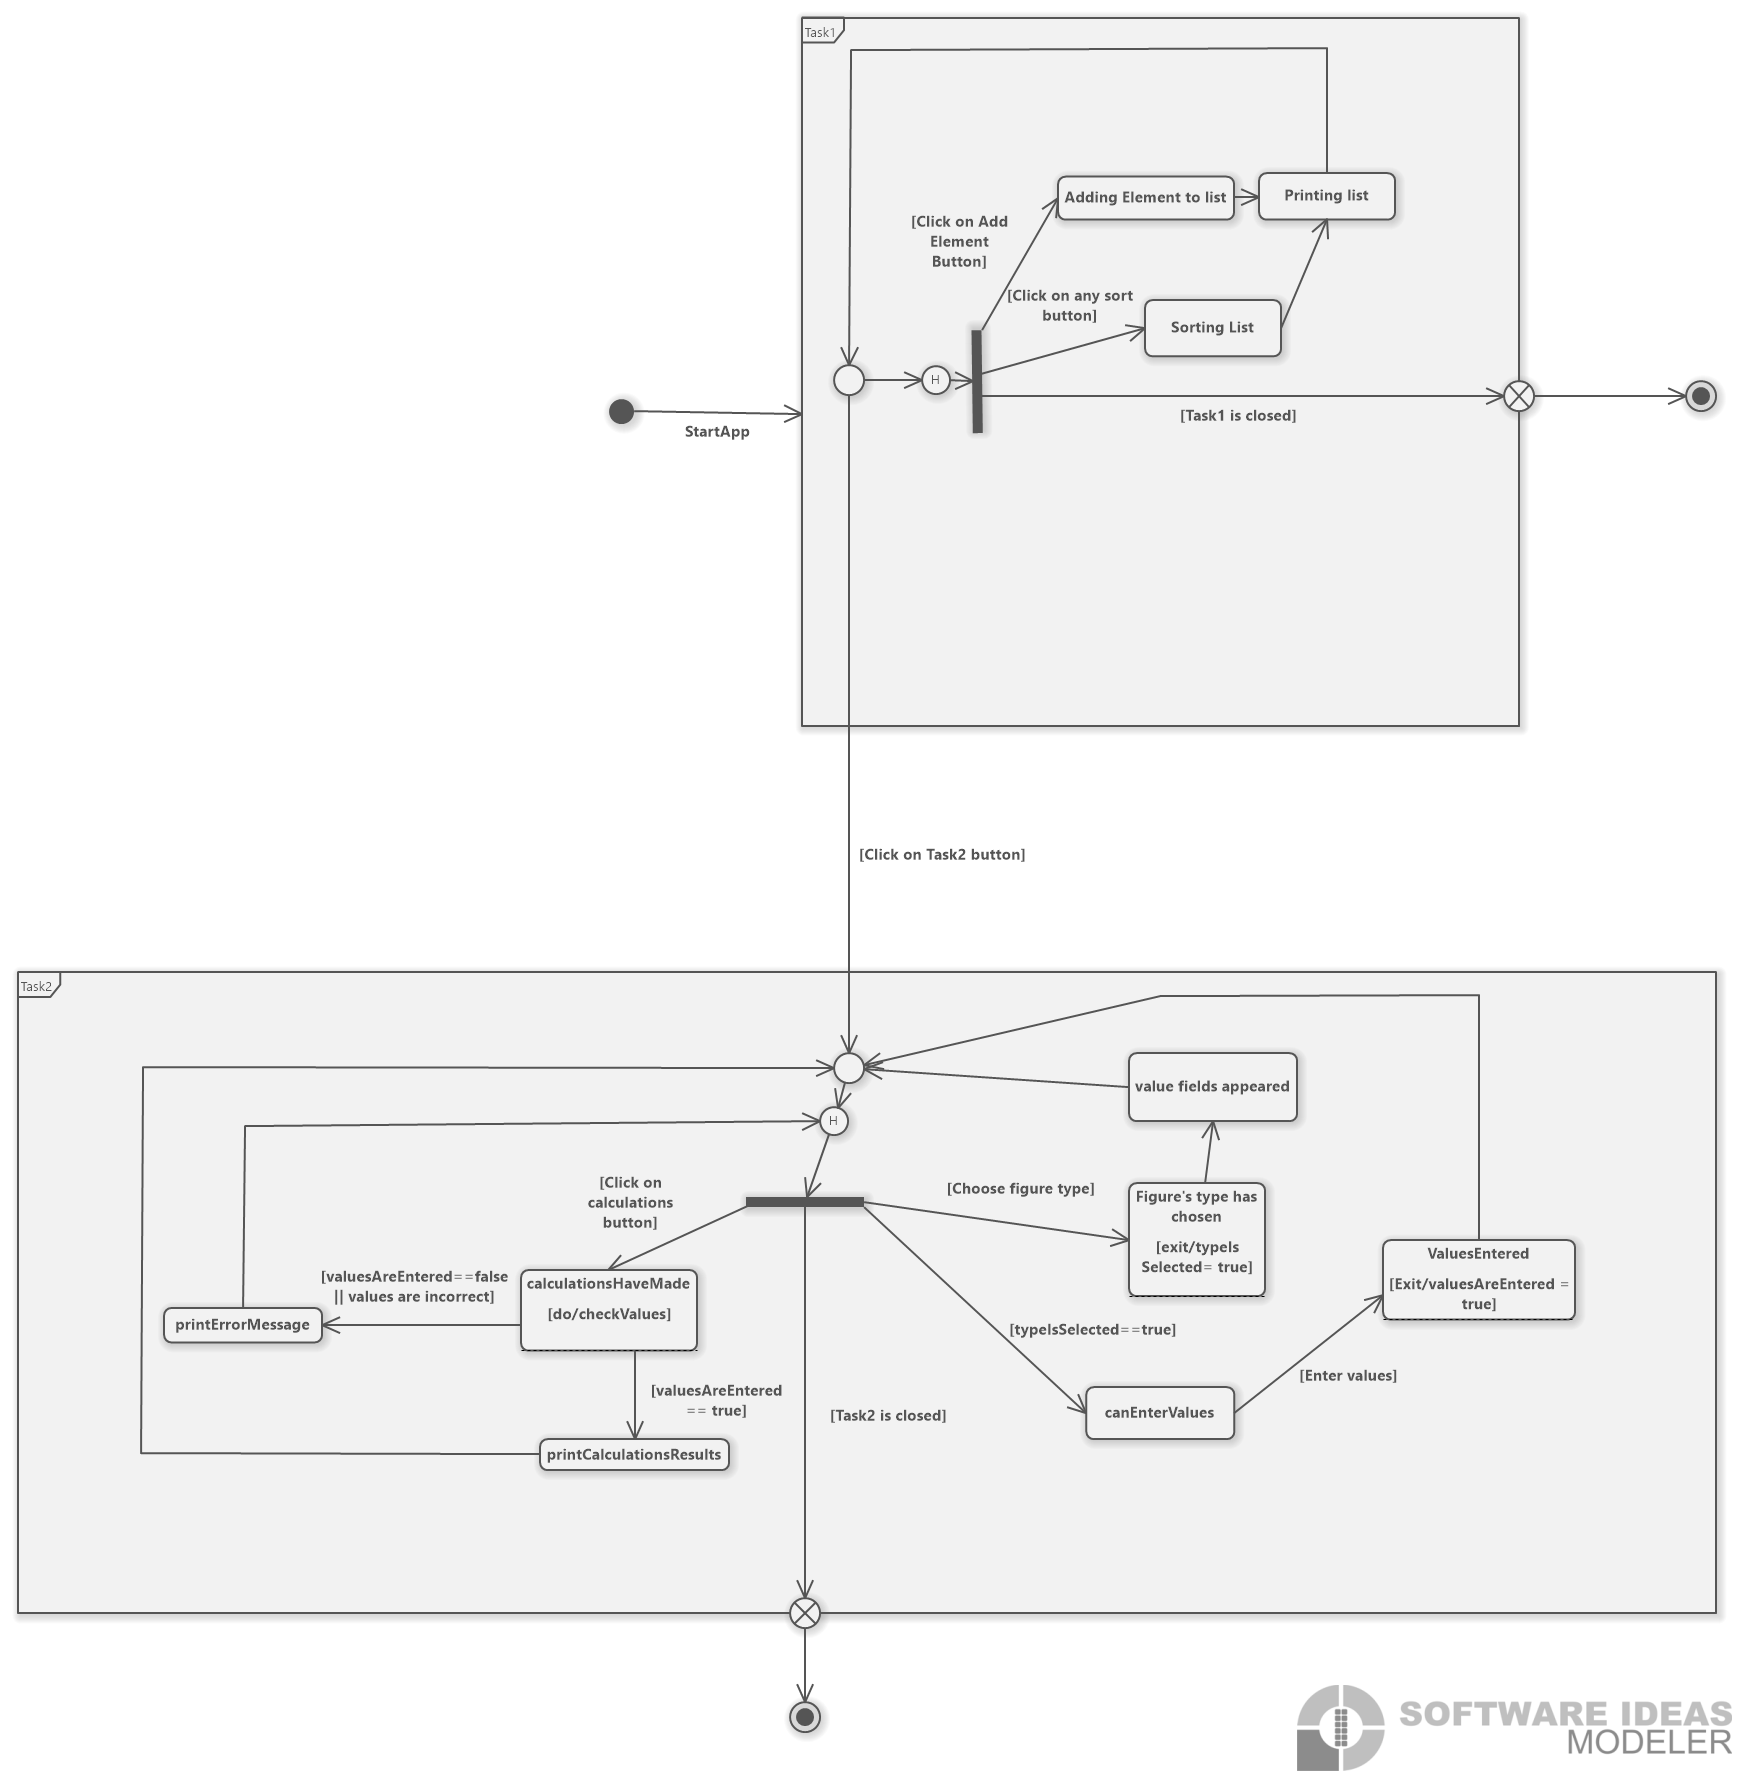 Task1
Adding Element to list
Printing list
[Click on Add
Element
Button]
[Click on any sort
button]
Sorting List
H
[Task1 is closed]
StartApp
[Click on Task2 button]
Task2
value fields appeared
H
[Click on
calculations
button]
[Choose figure type]
Figure's type has
chosen
[exit/typeIs
Selected= true]
ValuesEntered
[Exit/valuesAreEntered =
true]
[valuesAreEntered==false
|| values are incorrect]
calculationsHaveMade
[do/checkValues]
printErrorMessage
[typeIsSelected==true]
[Enter values]
[valuesAreEntered
== true]
[Task2 is closed]
canEnterValues
printCalculationsResults
SOFTWARE IDEAS
MODELER